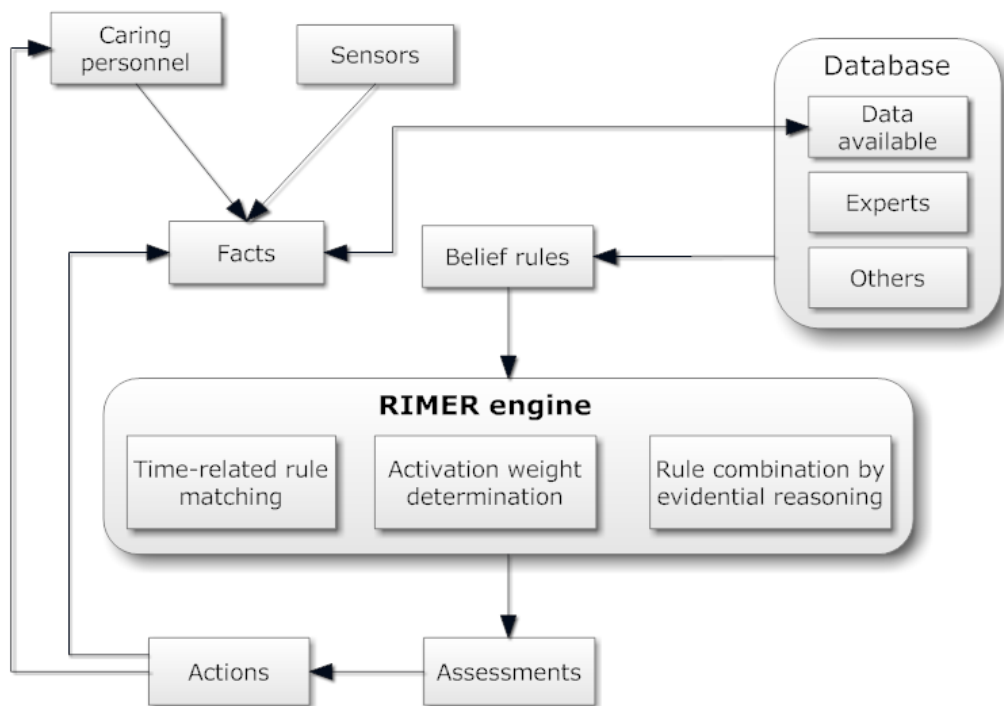 Caring
personnel
Sensors
Database
Data
available
Experts
Others
Facts
Belief rules
RIMER engine
Time-related rule
matching
Activation weight
determination
Rule combination by
evidential reasoning
Actions
Assessments